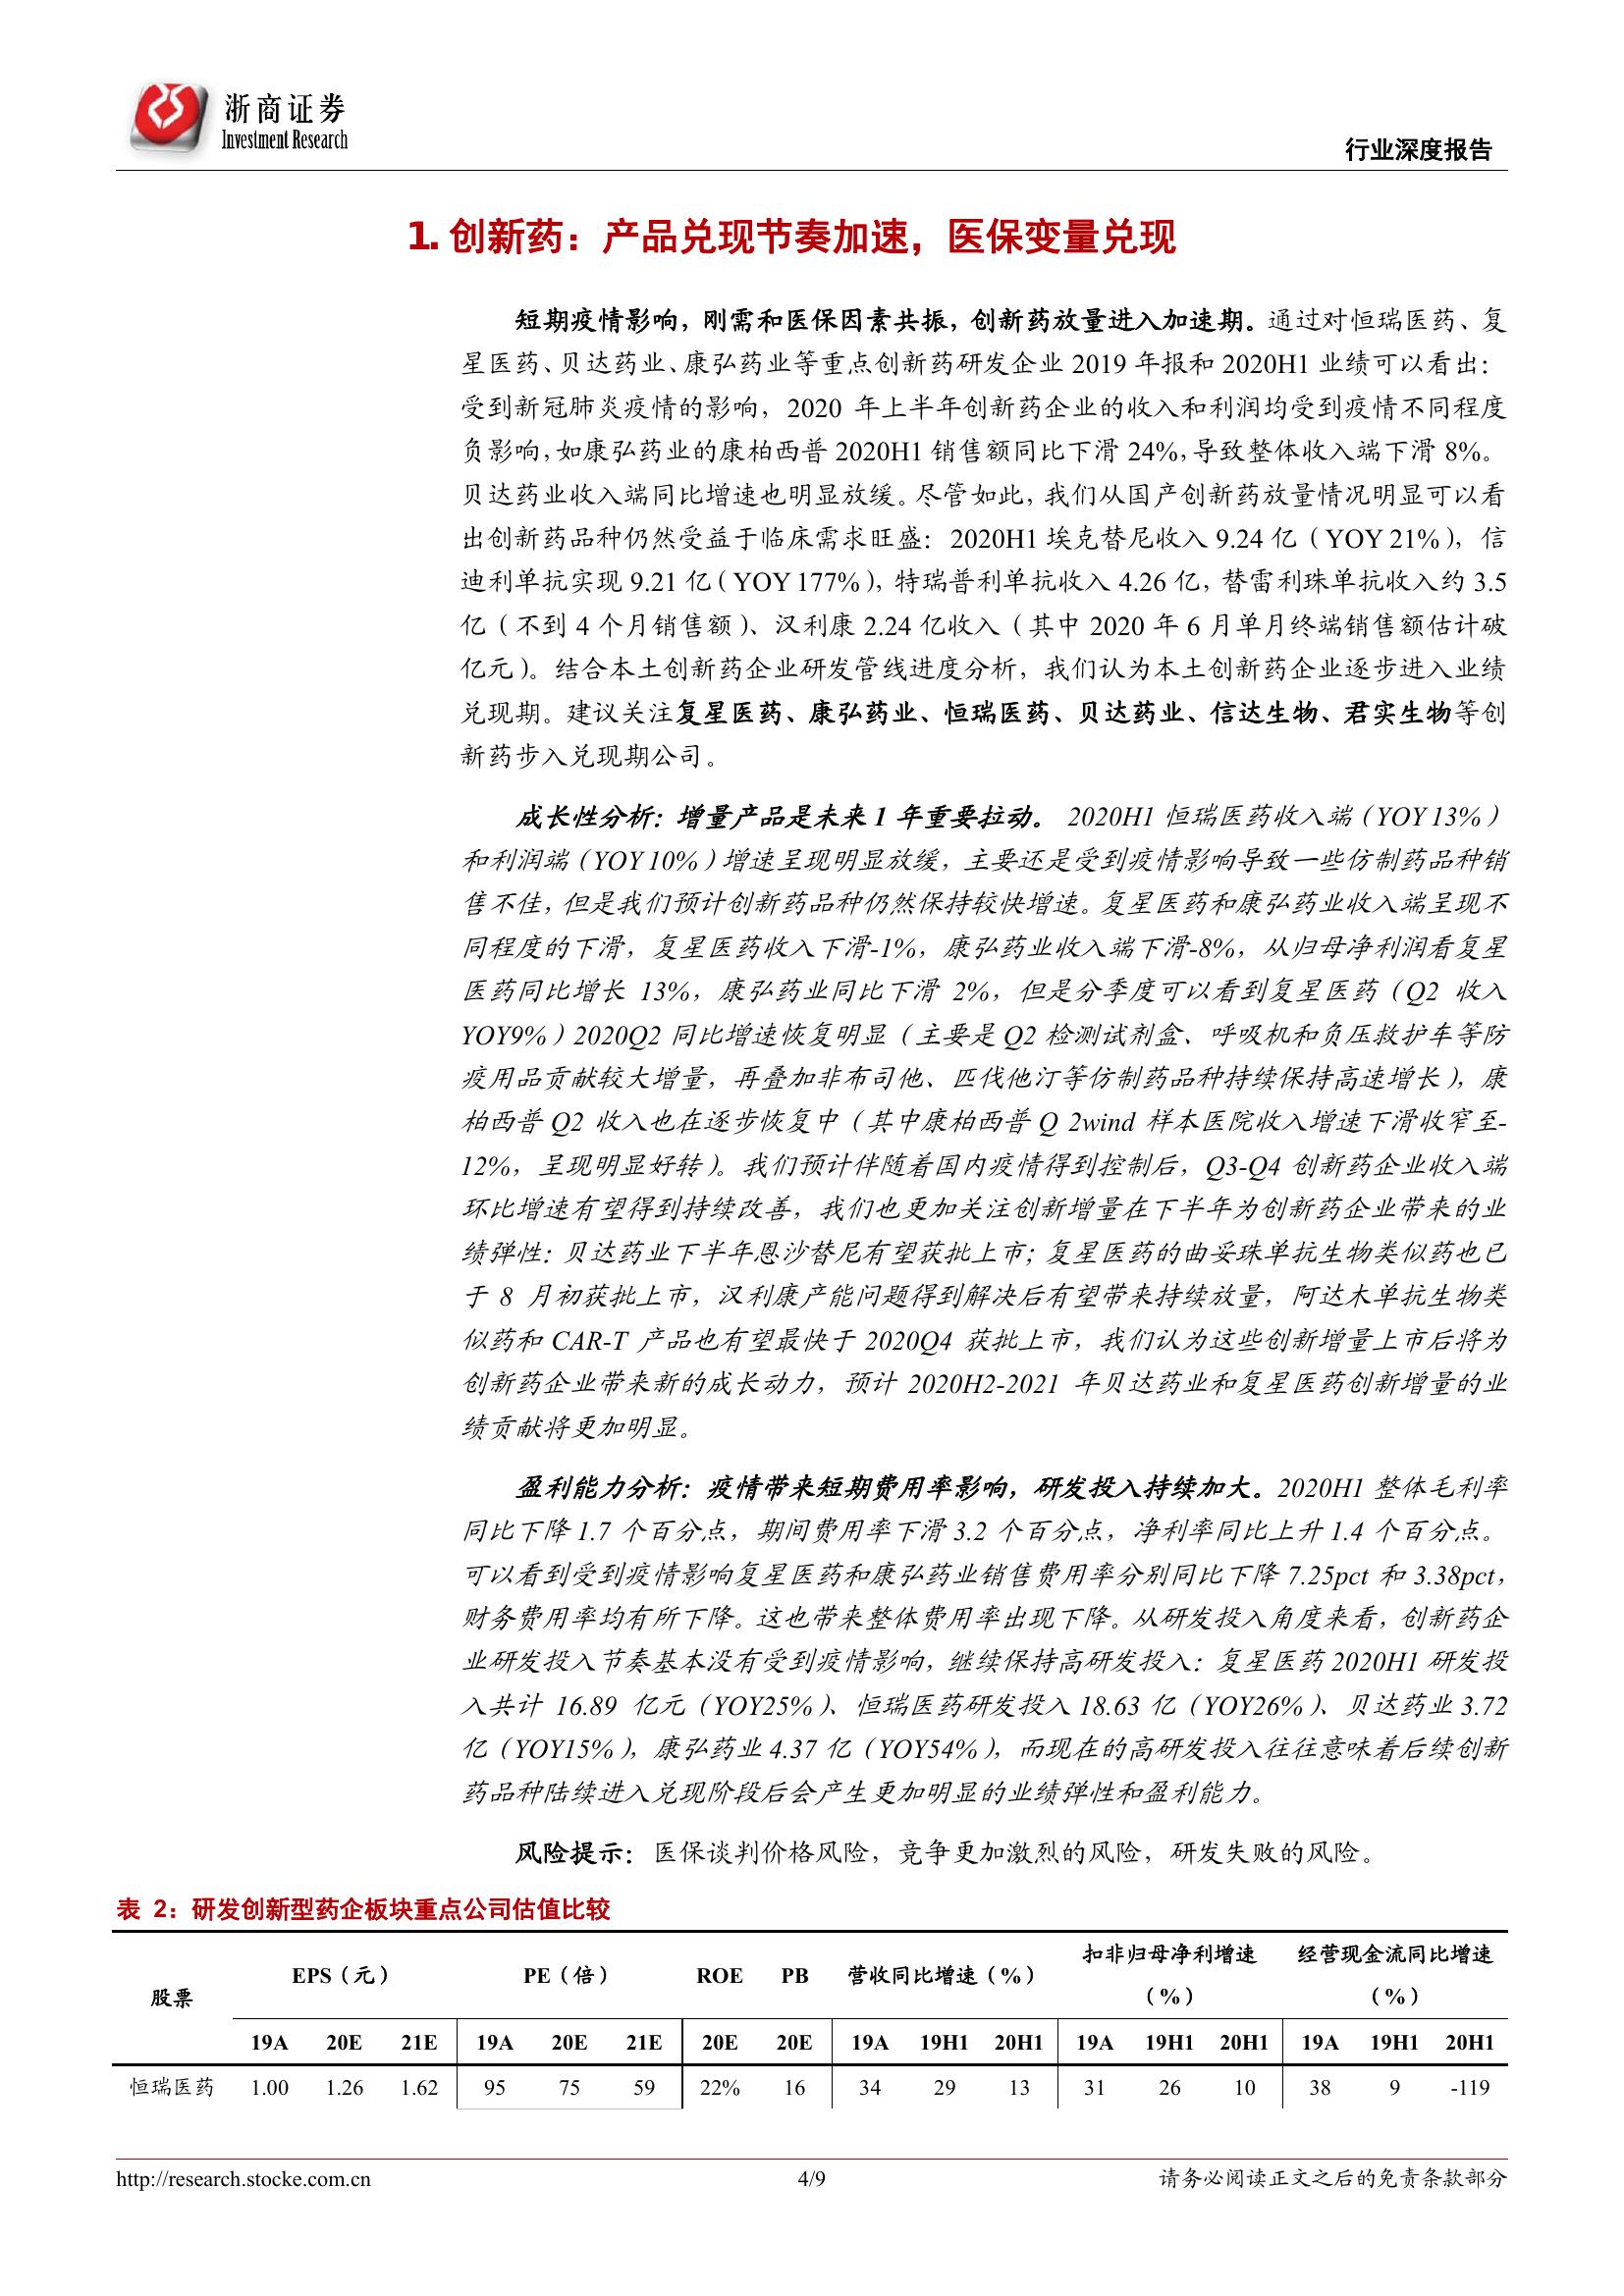 浙商证券
Investment Research
行业深度报告
1. 创新药：产品兑现节奏加速，医保变量兑现
短期疫情影响，刚需和医保因素共振，创新药放量进入加速期。通过对恒瑞医药、复
星医药、贝达药业、康弘药业等重点创新药研发企业 2019 年报和 2020H1 业绩可以看出：
受到新冠肺炎疫情的影响，2020 年上半年创新药企业的收入和利润均受到疫情不同程度
负影响，如康弘药业的康柏西普 2020H1 销售额同比下滑 24%，导致整体收入端下滑 8%。
贝达药业收入端同比增速也明显放缓。尽管如此，我们从国产创新药放量情况明显可以看
出创新药品种仍然受益于临床需求旺盛：2020H1 埃克替尼收入 9.24 亿（YOY 21%），信
迪利单抗实现 9.21 亿（YOY 177%），特瑞普利单抗收入 4.26 亿，替雷利珠单抗收入约 3.5
亿（不到 4 个月销售额）、汉利康 2.24 亿收入（其中 2020 年 6 月单月终端销售额估计破
亿元）。结合本土创新药企业研发管线进度分析，我们认为本土创新药企业逐步进入业绩
兑现期。建议关注复星医药、康弘药业、恒瑞医药、贝达药业、信达生物、君实生物等创
新药步入兑现期公司。
成长性分析：增量产品是未来 1 年重要拉动。 2020H1 恒瑞医药收入端（YOY 13%）
和利润端（YOY 10%）增速呈现明显放缓，主要还是受到疫情影响导致一些仿制药品种销
售不佳，但是我们预计创新药品种仍然保持较快增速。复星医药和康弘药业收入端呈现不
同程度的下滑，复星医药收入下滑-1%，康弘药业收入端下滑-8%，从归母净利润看复星
医药同比增长 13%，康弘药业同比下滑 2%，但是分季度可以看到复星医药（Q2 收入
YOY9%）2020Q2 同比增速恢复明显（主要是 Q2 检测试剂盒、呼吸机和负压救护车等防
疫用品贡献较大增量，再叠加非布司他、匹伐他汀等仿制药品种持续保持高速增长），康
柏西普 Q2 收入也在逐步恢复中（其中康柏西普 Q 2wind 样本医院收入增速下滑收窄至-
12%，呈现明显好转）。我们预计伴随着国内疫情得到控制后，Q3-Q4 创新药企业收入端
环比增速有望得到持续改善，我们也更加关注创新增量在下半年为创新药企业带来的业
绩弹性：贝达药业下半年恩沙替尼有望获批上市；复星医药的曲妥珠单抗生物类似药也已
于 8 月初获批上市，汉利康产能问题得到解决后有望带来持续放量，阿达木单抗生物类
似药和 CAR-T 产品也有望最快于 2020Q4 获批上市，我们认为这些创新增量上市后将为
创新药企业带来新的成长动力，预计 2020H2-2021 年贝达药业和复星医药创新增量的业
绩贡献将更加明显。
盈利能力分析：疫情带来短期费用率影响，研发投入持续加大。2020H1 整体毛利率
同比下降 1.7 个百分点，期间费用率下滑 3.2 个百分点，净利率同比上升 1.4 个百分点。
可以看到受到疫情影响复星医药和康弘药业销售费用率分别同比下降 7.25pct 和 3.38pct，
财务费用率均有所下降。这也带来整体费用率出现下降。从研发投入角度来看，创新药企
业研发投入节奏基本没有受到疫情影响，继续保持高研发投入：复星医药 2020H1 研发投
入共计 16.89 亿元（YOY25%）、恒瑞医药研发投入 18.63 亿（YOY26%）、贝达药业 3.72
亿（YOY15%），康弘药业 4.37 亿（YOY54%），而现在的高研发投入往往意味着后续创新
药品种陆续进入兑现阶段后会产生更加明显的业绩弹性和盈利能力。
风险提示：医保谈判价格风险，竞争更加激烈的风险，研发失败的风险。
表 2：研发创新型药企板块重点公司估值比较
股票 EPS（元） PE（倍） ROE PB 营收同比增速（%） 扣非归母净利增速（%） 经营现金流同比增速（%）
19A 20E 21E 19A 20E 21E 20E 20E 19A 19H1 20H1 19A 19H1 20H1 19A 19H1 20H1
恒瑞医药 1.00 1.26 1.62 95 75 59 22% 16 34 29 13 31 26 10 38 9 -119
http://research.stocke.com.cn 4/9 请务必阅读正文之后的免责条款部分